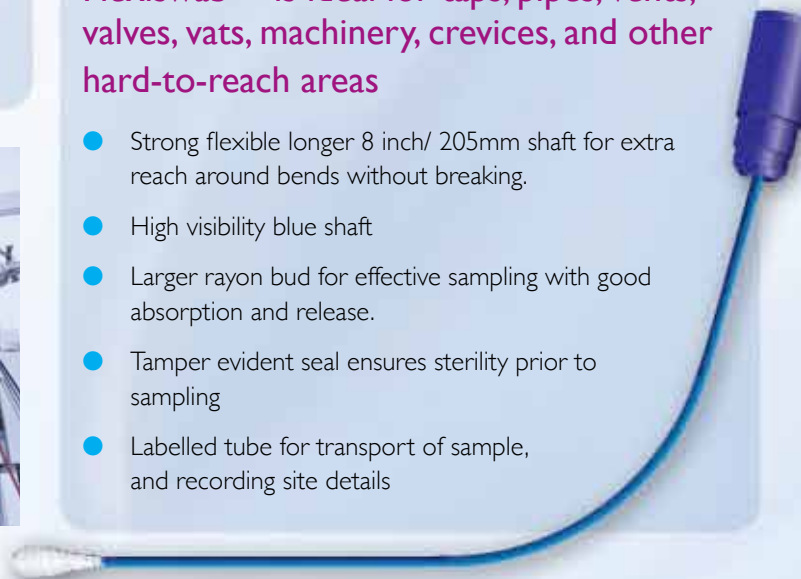 valves, vats, machinery, crevices, and other
hard-to-reach areas
Strong flexible longer 8 inch/ 205mm shaft for extra
reach around bends without breaking.
High visibility blue shaft
Larger rayon bud for effective sampling with good
absorption and release.
Tamper evident seal ensures sterility prior to
sampling
Labelled tube for transport of sample,
and recording site details